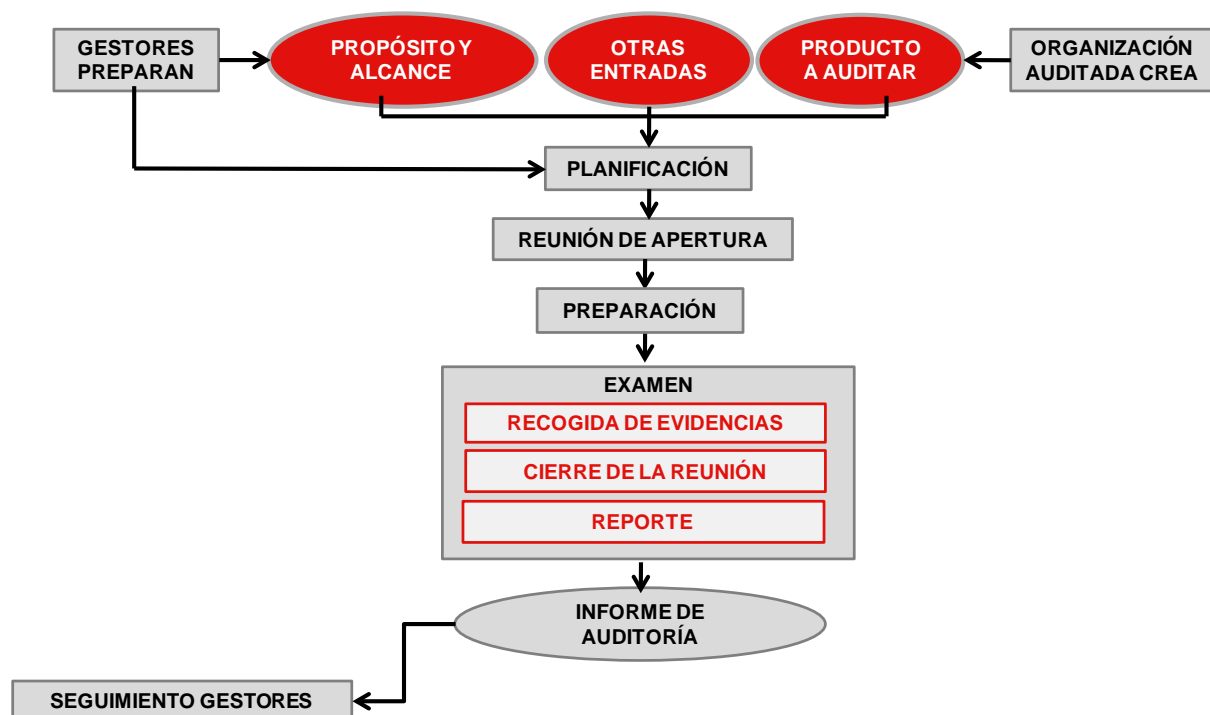 GESTORES
PREPARAN
PROPÓSITO Y
ALCANCE
OTRAS
ENTRADAS
PRODUCTO
A AUDITAR
ORGANIZACIÓN
AUDITADA CREA
PLANIFICACIÓN
REUNIÓN DE APERTURA
PREPARACIÓN
EXAMEN
RECOGIDA DE EVIDENCIAS
CIERRE DE LA REUNIÓN
REPORTE
INFORME DE
AUDITORÍA
SEGUIMIENTO GESTORES